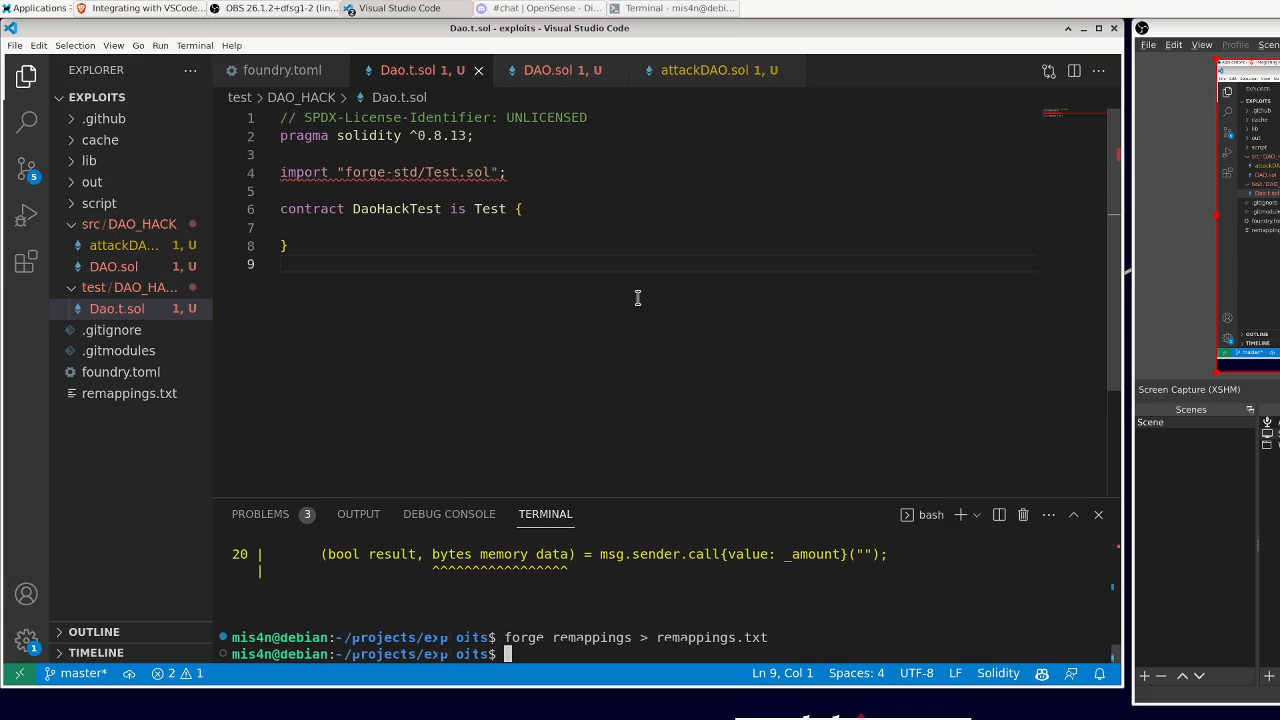 Applications
Integrating with VSCode...
OBS 26.1.2+dfsg1-2 (lin...
Visual Studio Code
#chat | OpenSense - Di...
Terminal - mis4n@debi...
Dao.t.sol - exploits - Visual Studio Code
File Edit Selection View Go Run Terminal Help
EXPLORER
EXPLOITS
.github
cache
lib
out
script
src/DAO_HACK
attackDA... 1, U
DAO.sol 1, U
test/DAO_HA...
Dao.t.sol 1, U
.gitignore
.gitmodules
foundry.toml
remappings.txt
OUTLINE
TIMELINE
5
1
foundry.toml
Dao.t.sol 1, U
DAO.sol 1, U
attackDAO.sol 1, U
test > DAO_HACK > Dao.t.sol
1 // SPDX-License-Identifier: UNLICENSED
2 pragma solidity ^0.8.13;
3
4 import "forge-std/Test.sol";
5
6 contract DaoHackTest is Test {
7
8 }
9
PROBLEMS 3 OUTPUT DEBUG CONSOLE TERMINAL
bash
20 | (bool result, bytes memory data) = msg.sender.call{value: _amount}("");
| ^^^^^^^^^^^^^^^^^
mis4n@debian:~/projects/exploits$ forge remappings > remappings.txt
mis4n@debian:~/projects/exploits$
master* 2 1
Ln 9, Col 1 Spaces: 4 UTF-8 LF Solidity
File Edit View Profile Scen
Screen Capture (XSHM)
Scenes
Scene